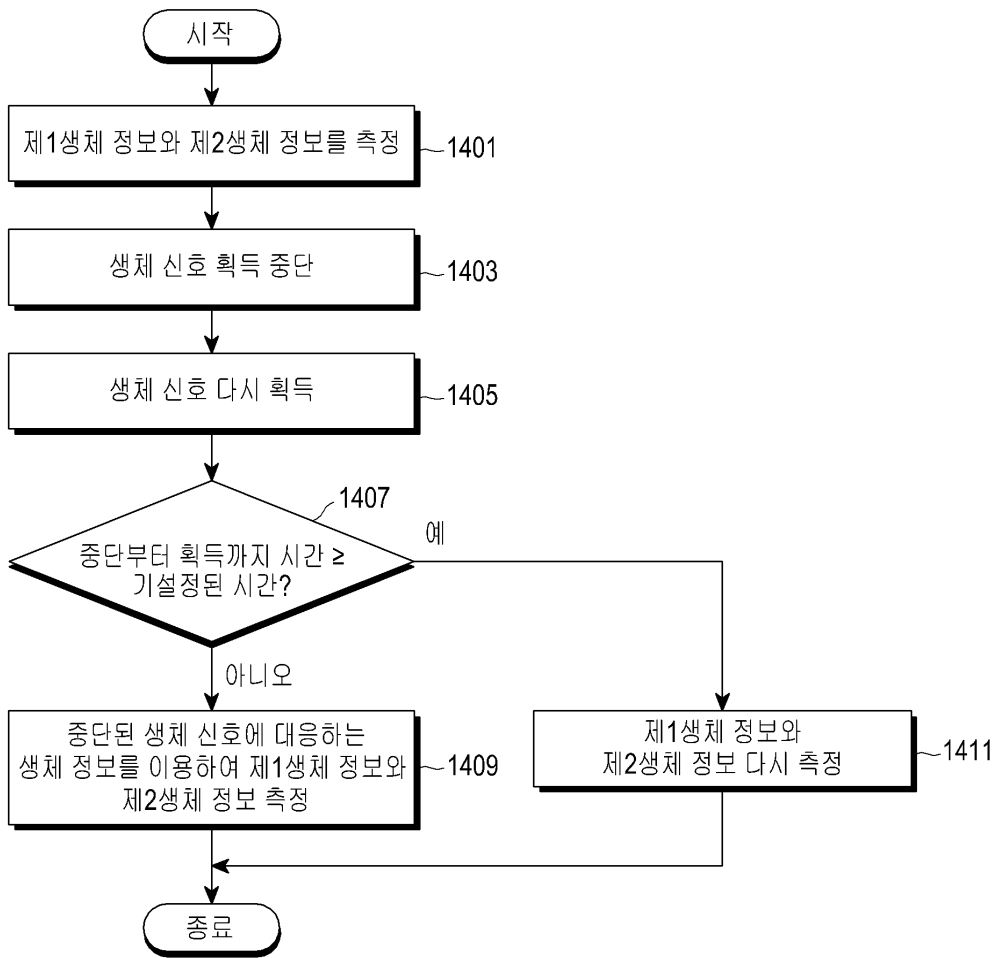 시작
제1생체 정보와 제2생체 정보를 측정
1401
생체 신호 획득 중단
1403
생체 신호 다시 획득
1405
1407
예
중단부터 획득까지 시간 ≥
기설정된 시간?
아니오
중단된 생체 신호에 대응하는
생체 정보를 이용하여 제1생체 정보와
제2생체 정보 측정
1409
제1생체 정보와
제2생체 정보 다시 측정
1411
종료